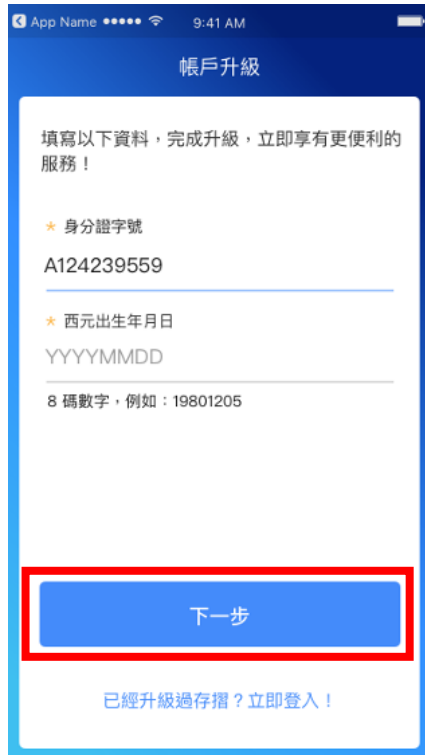 App Name 9:41 AM
帳戶升級
填寫以下資料，完成升級，立即享有更便利的
服務！
* 身分證字號
A124239559
* 西元出生年月日
YYYYMMDD
8 碼數字，例如：19801205
下一步
已經升級過存摺？立即登入！